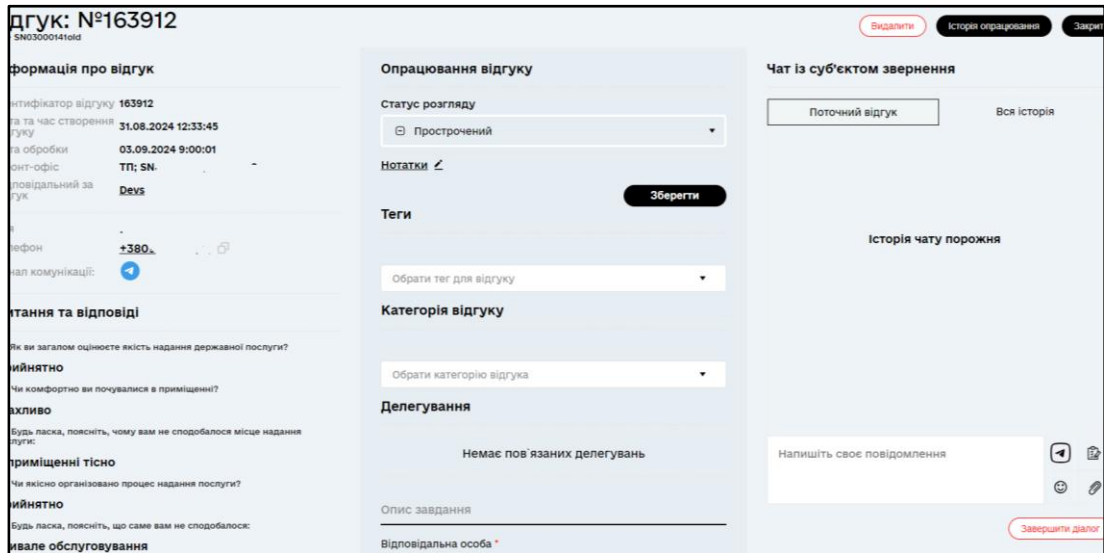 дгук: №163912
SN03000141old
Видалити
Історія опрацювання
Закрит
формація про відгук
нтифікатор відгуку 163912
та та час створення
гуку
31.08.2024 12:33:45
та обробки 03.09.2024 9:00:01
онт-офіс ТП; SN
повідальний за
гук
Devs
лефон +380
нал комунікації:
итання та відповіді
Як ви загалом оцінюєте якість надання державної послуги?
ийнятно
Чи комфортно ви почувалися в приміщенні?
ахливо
Будь ласка, поясніть, чому вам не сподобалося місце надання
слуги:
приміщенні тісно
Чи якісно організовано процес надання послуги?
ийнятно
Будь ласка, поясніть, що саме вам не сподобалося:
ивале обслуговування
Опрацювання відгуку
Статус розгляду
Прострочений
Нотатки
Зберегти
Теги
Обрати тег для відгуку
Категорія відгуку
Обрати категорію відгука
Делегування
Немає пов`язаних делегувань
Опис завдання
Відповідальна особа *
Чат із суб’єктом звернення
Поточний відгук
Вся історія
Історія чату порожня
Напишіть своє повідомлення
Завершити діалог